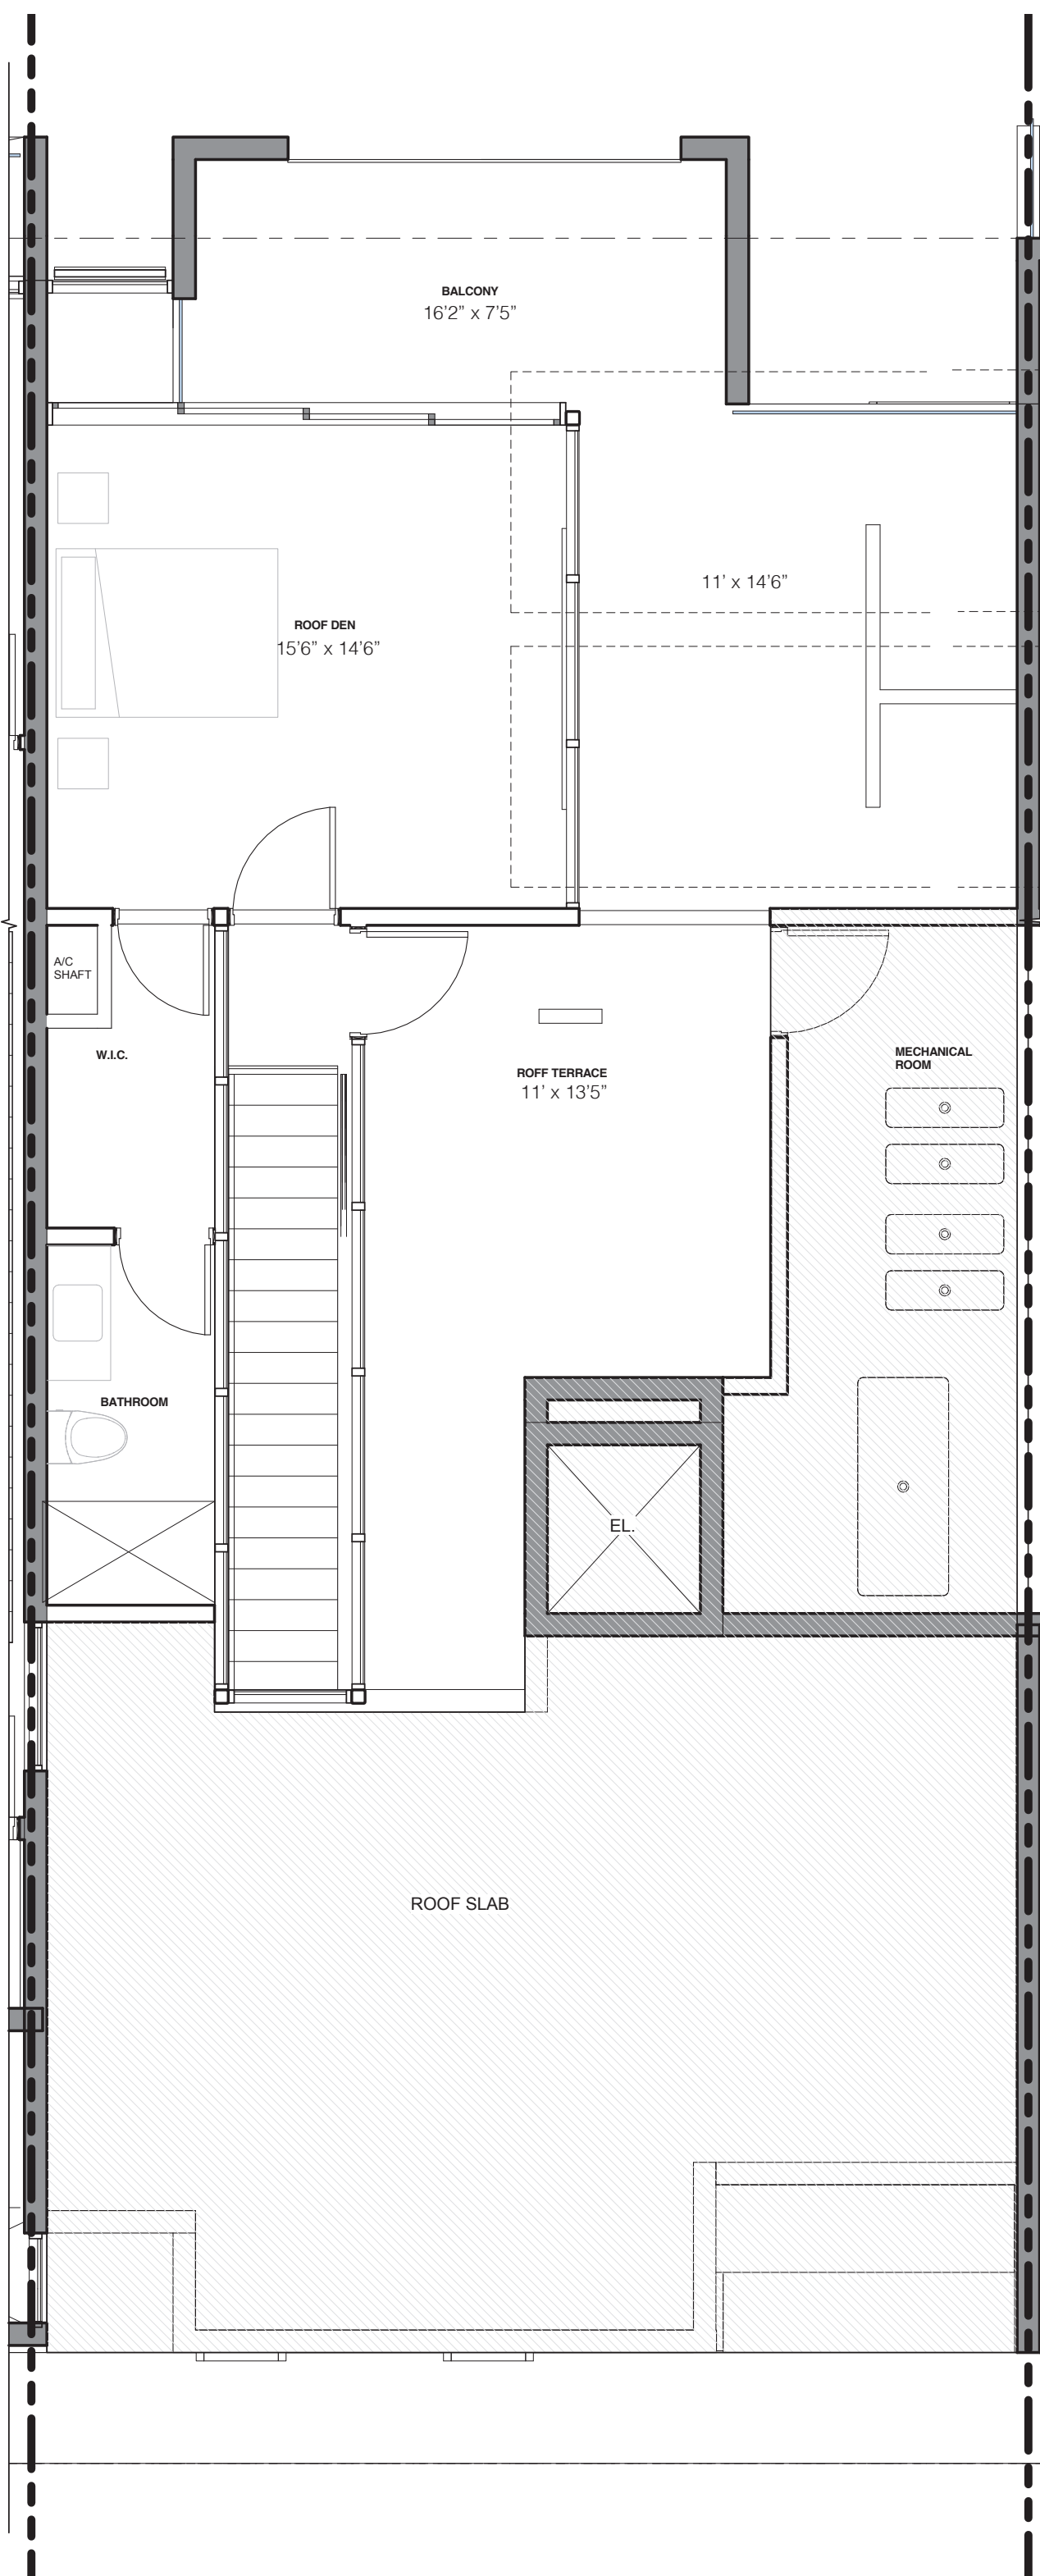 BALCONY
16’2” x 7’5”
11’ x 14’6”
ROOF DEN
15’6” x 14’6”
A/C
SHAFT
W.I.C.
MECHANICAL
ROOM
ROFF TERRACE
11’ x 13’5”
BATHROOM
EL.
ROOF SLAB